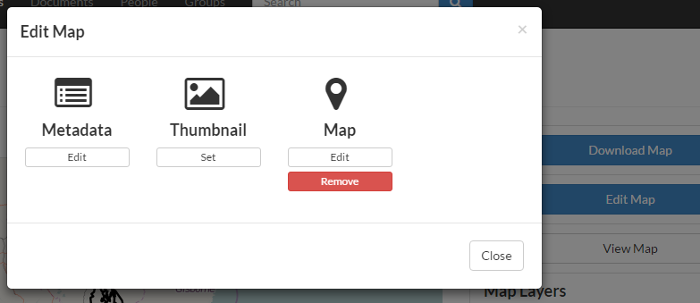 Documents People Groups Search
Edit Map ×
Metadata Thumbnail Map
Edit Set Edit
Remove
Close
Download Map
Edit Map
View Map
Map Layers